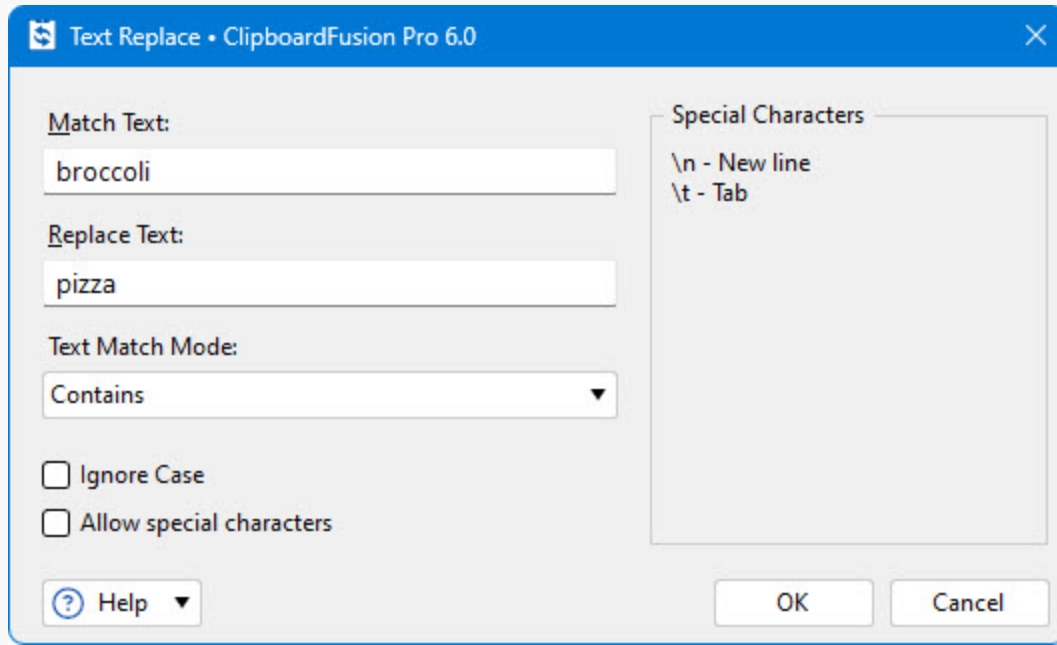 Text Replace • ClipboardFusion Pro 6.0
Match Text:
broccoli
Replace Text:
pizza
Text Match Mode:
Contains
Ignore Case
Allow special characters
Special Characters
\n - New line
\t - Tab
? Help
OK
Cancel